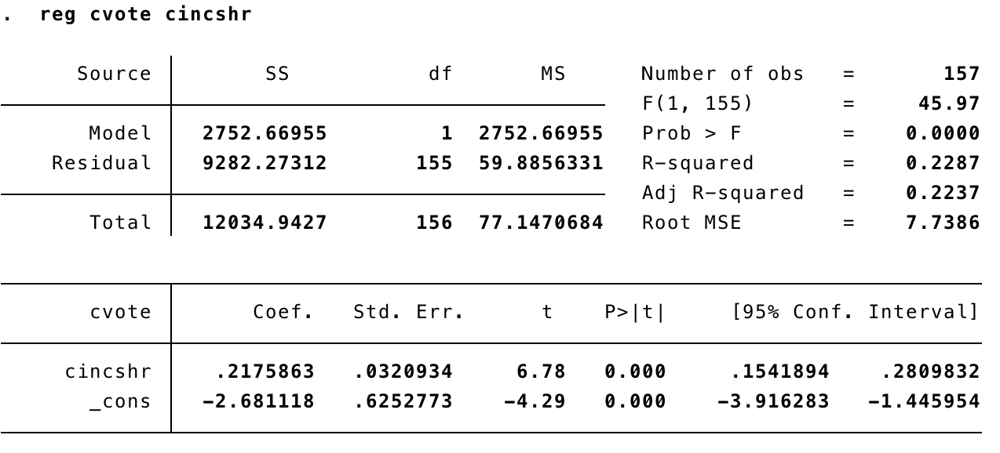 . reg cvote cincshr
Source SS df MS Number of obs = 157
F(1, 155) = 45.97
Model 2752.66955 1 2752.66955 Prob > F = 0.0000
Residual 9282.27312 155 59.8856331 R-squared = 0.2287
Adj R-squared = 0.2237
Total 12034.9427 156 77.1470684 Root MSE = 7.7386
cvote Coef. Std. Err. t P>|t| [95% Conf. Interval]
cincshr .2175863 .0320934 6.78 0.000 .1541894 .2809832
_cons -2.681118 .6252773 -4.29 0.000 -3.916283 -1.445954